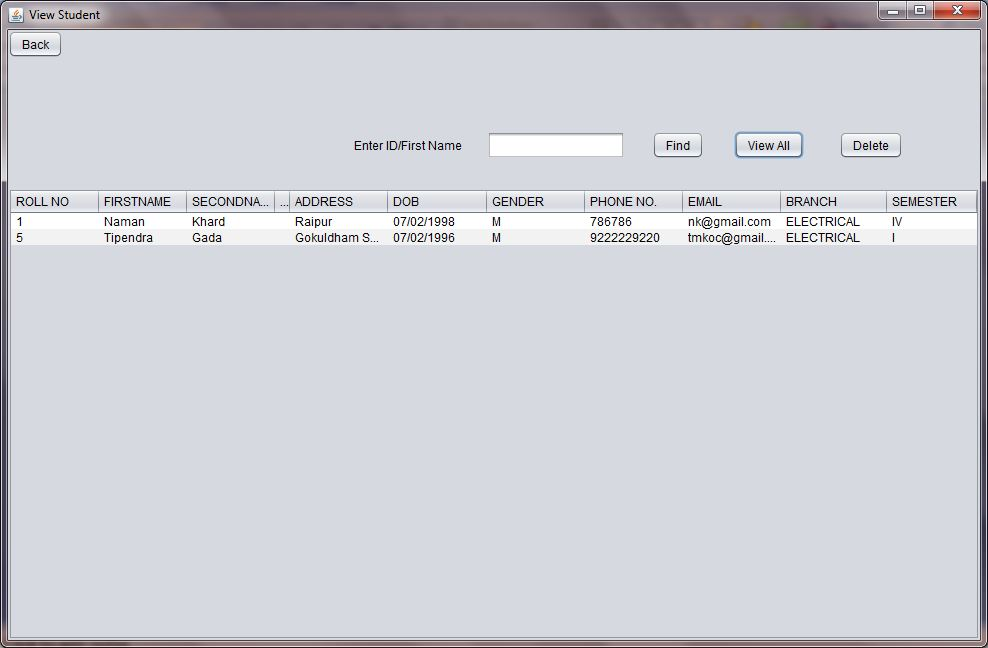 View Student
Back
Enter ID/First Name Find View All Delete
ROLL NO FIRSTNAME SECONDNA... ... ADDRESS DOB GENDER PHONE NO. EMAIL BRANCH SEMESTER
1 Naman Khard Raipur 07/02/1998 M 786786 nk@gmail.com ELECTRICAL IV
5 Tipendra Gada Gokuldham S... 07/02/1996 M 9222229220 tmkoc@gmail.... ELECTRICAL I